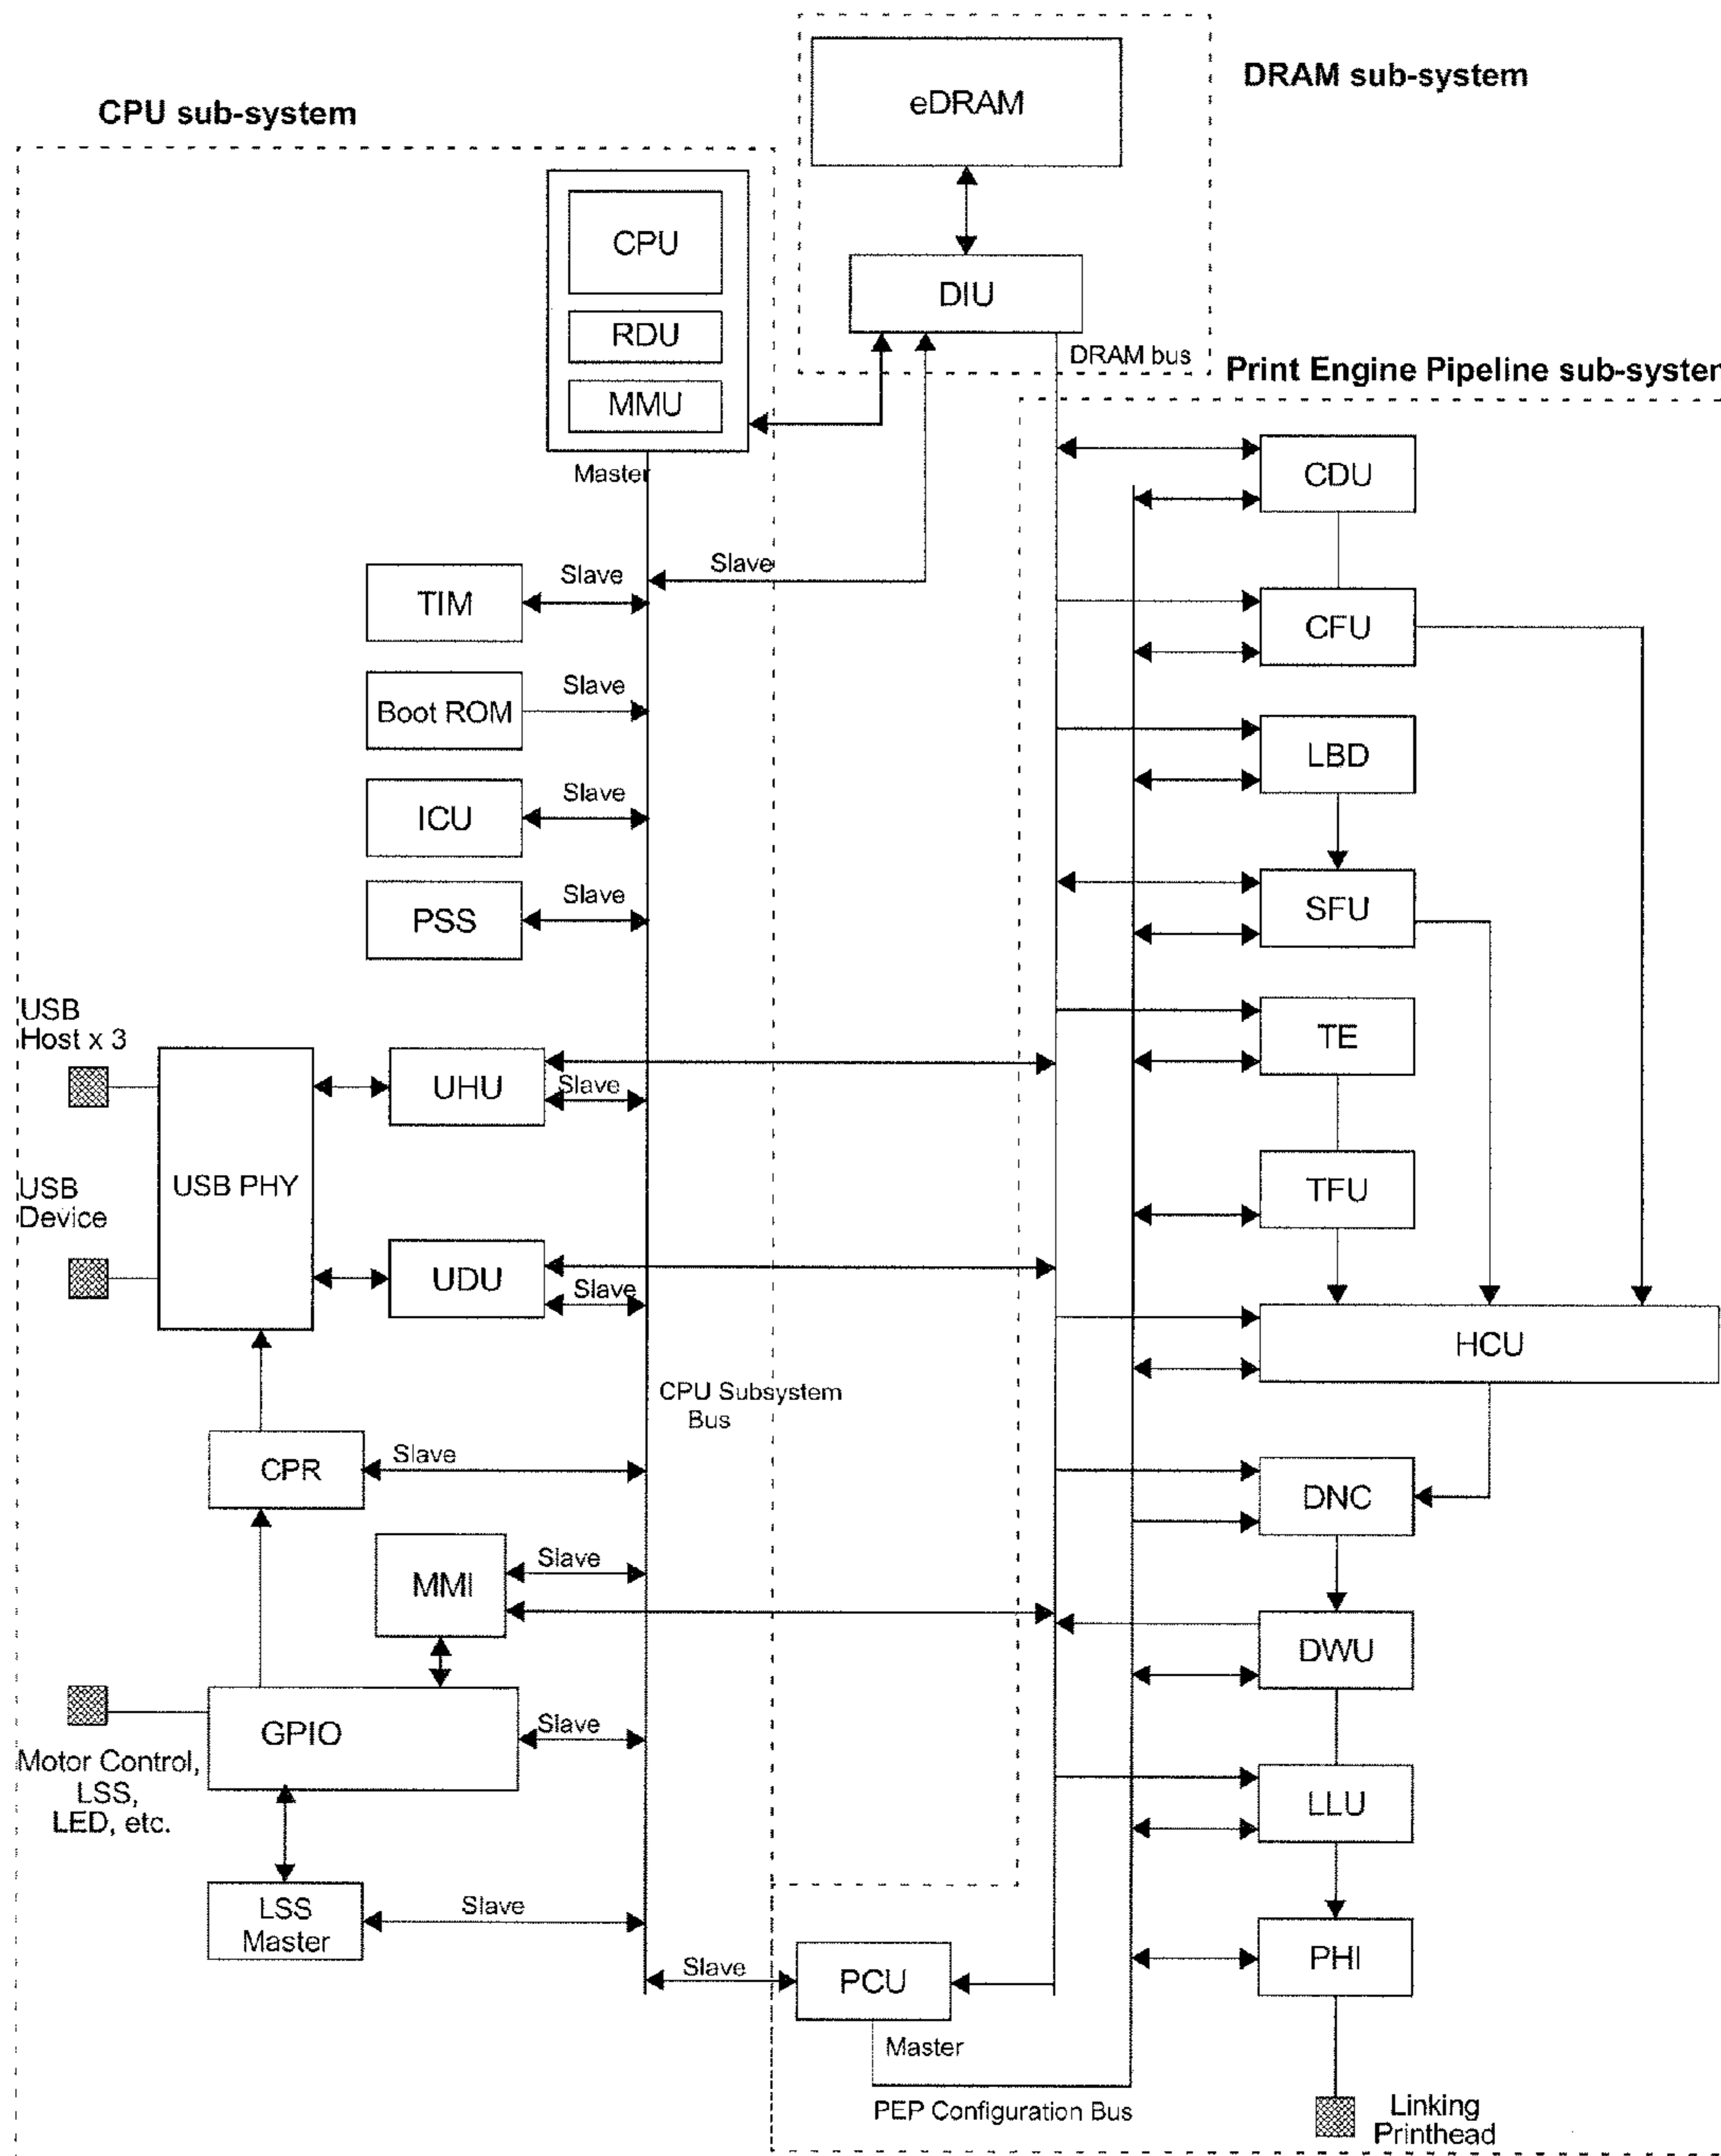 DRAM sub-system
CPU sub-system
eDRAM
CPU
RDU
MMU
DIU
DRAM bus
Print Engine Pipeline sub-system
Master
CDU
Slave
TIM
Slave
CFU
Slave
Boot ROM
LBD
Slave
ICU
Slave
PSS
SFU
USB
Host x 3
TE
UHU
Slave
USB PHY
USB
Device
TFU
UDU
Slave
HCU
CPU Subsystem
Bus
CPR
Slave
DNC
MMI
Slave
DWU
GPIO
Slave
Motor Control,
LSS,
LED, etc.
LLU
LSS
Master
Slave
PHI
Slave
PCU
Master
PEP Configuration Bus
Linking
Printhead